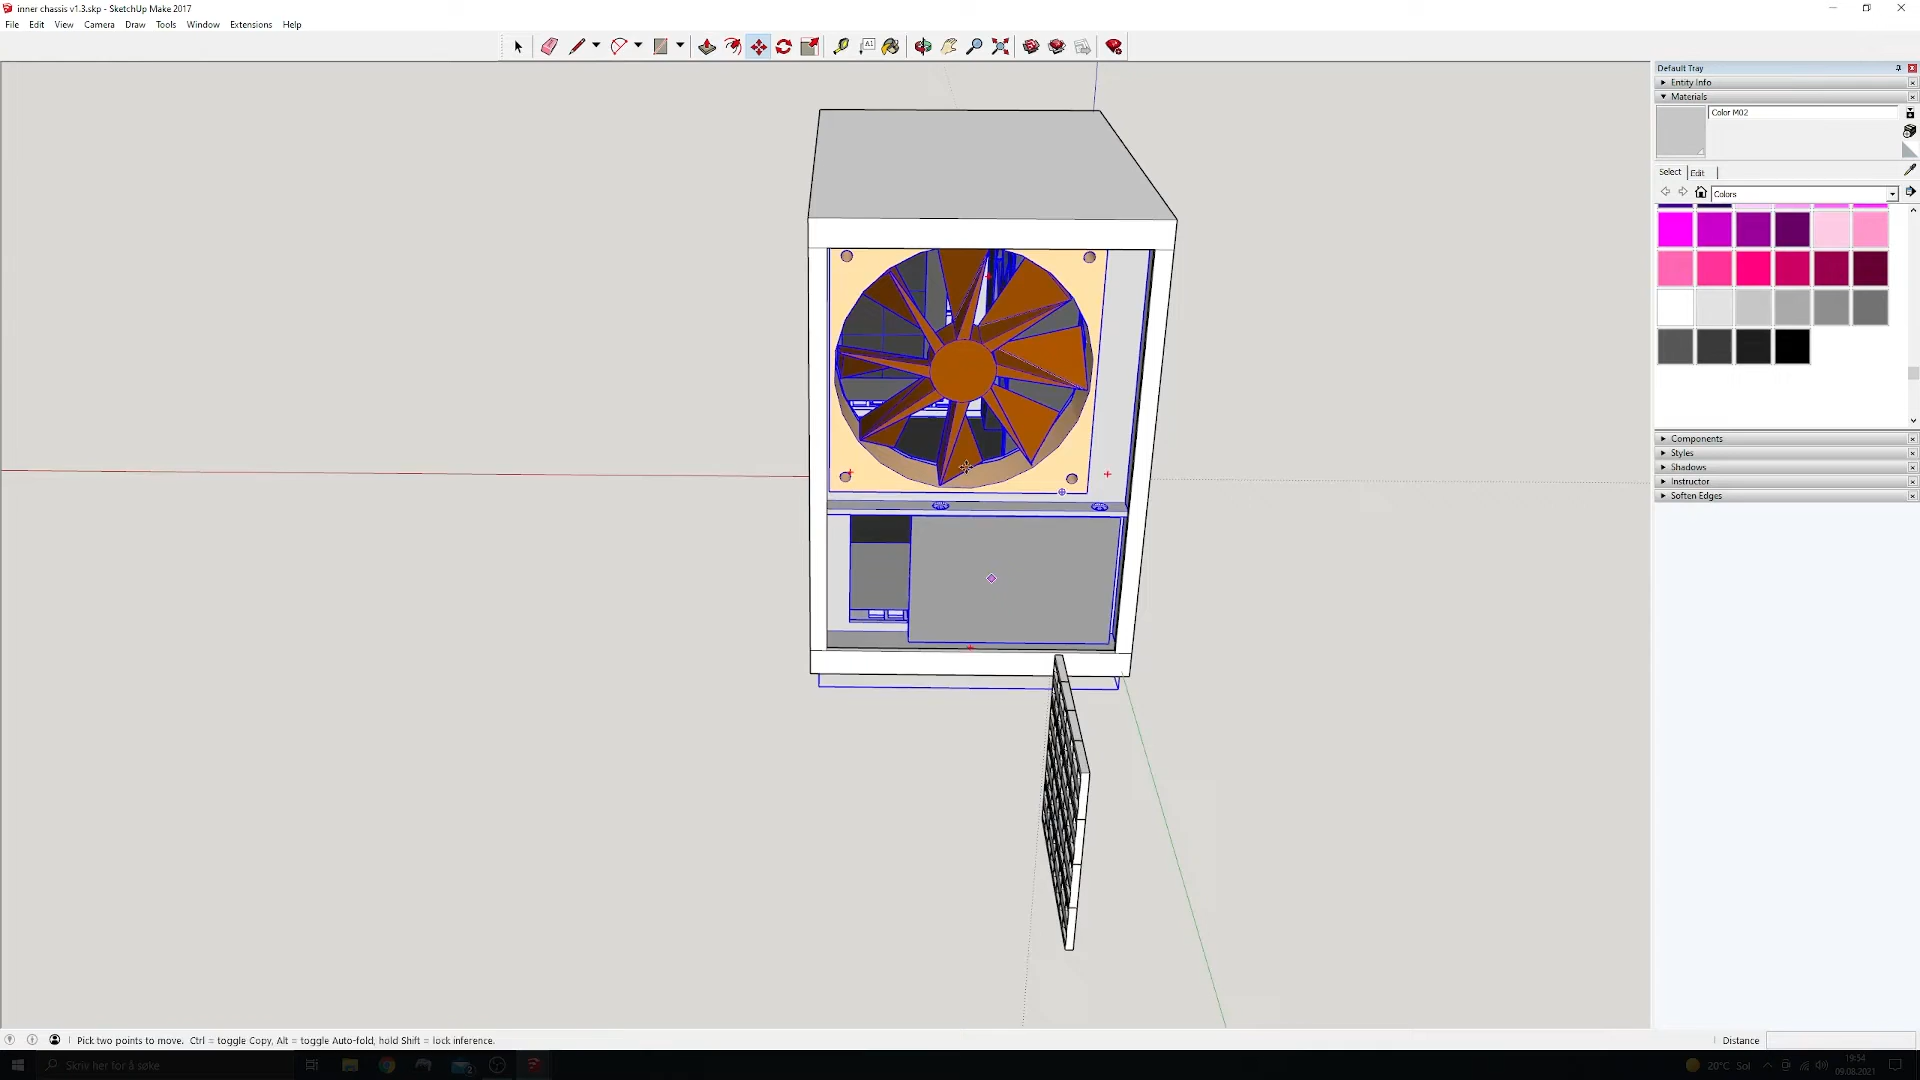 inner chassis v1.3.skp - SketchUp Make 2017
File Edit View Camera Draw Tools Window Extensions Help
A1
Default Tray
Entity Info
Materials
Color M02
Select Edit
Colors
Components
Styles
Shadows
Instructor
Soften Edges
Pick two points to move. Ctrl = toggle Copy, Alt = toggle Auto-fold, hold Shift = lock inference.
Distance
Skriv her for å søke
2
20°C Sol
19:34
09.08.2021